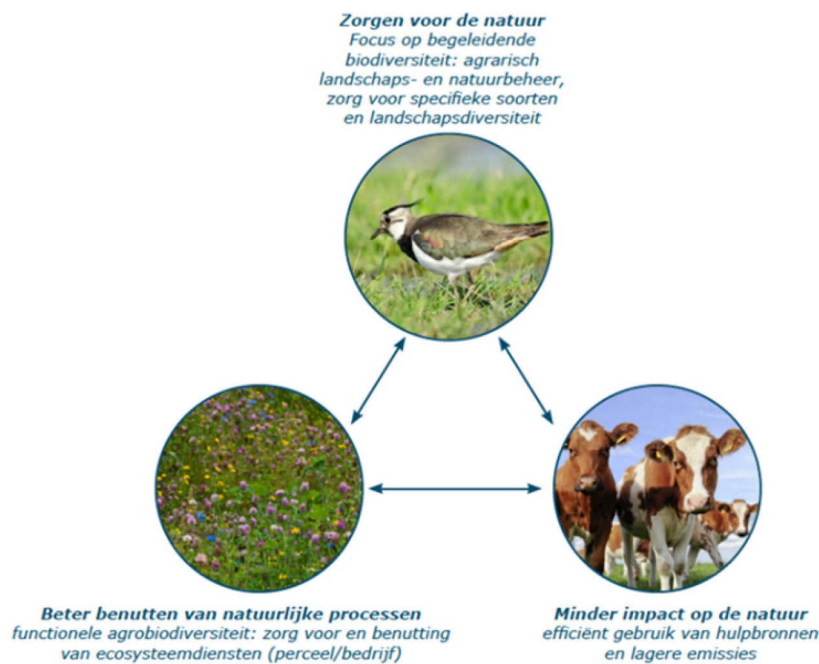 Zorgen voor de natuur
Focus op begeleidende
biodiversiteit: agrarisch
landschaps- en natuurbeheer,
zorg voor specifieke soorten
en landschapsdiversiteit
Beter benutten van natuurlijke processen
functionele agrobiodiversiteit: zorg voor en benutting
van ecosysteemdiensten (perceel/bedrijf)
Minder impact op de natuur
efficiënt gebruik van hulpbronnen
en lagere emissies